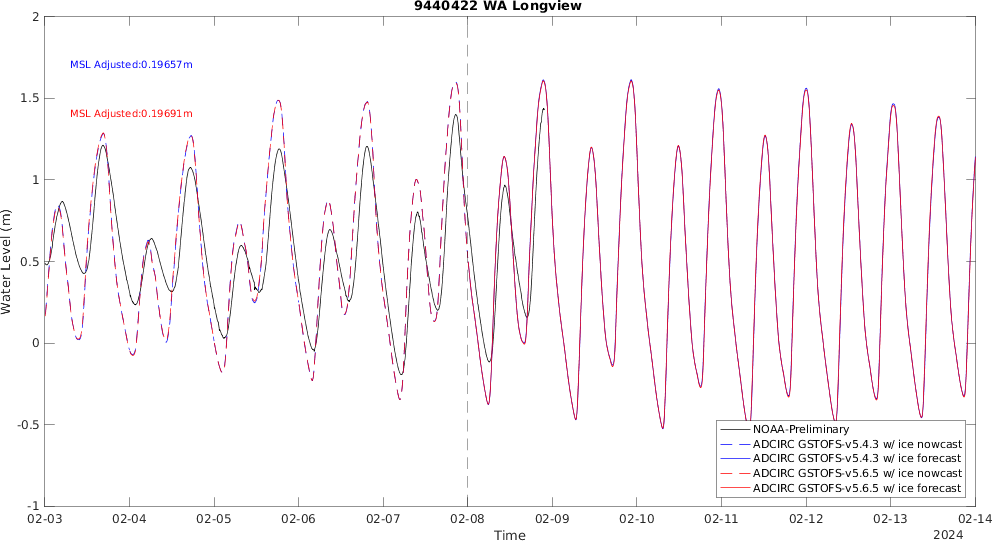 9440422 WA Longview
2
MSL Adjusted:0.19657m
1.5
MSL Adjusted:0.19691m
1
Water Level (m)
0.5
0
-0.5
-1
NOAA-Preliminary
ADCIRC GSTOFS-v5.4.3 w/ ice nowcast
ADCIRC GSTOFS-v5.4.3 w/ ice forecast
ADCIRC GSTOFS-v5.6.5 w/ ice nowcast
ADCIRC GSTOFS-v5.6.5 w/ ice forecast
02-03 02-04 02-05 02-06 02-07 02-08 02-09 02-10 02-11 02-12 02-13 02-14
Time
2024